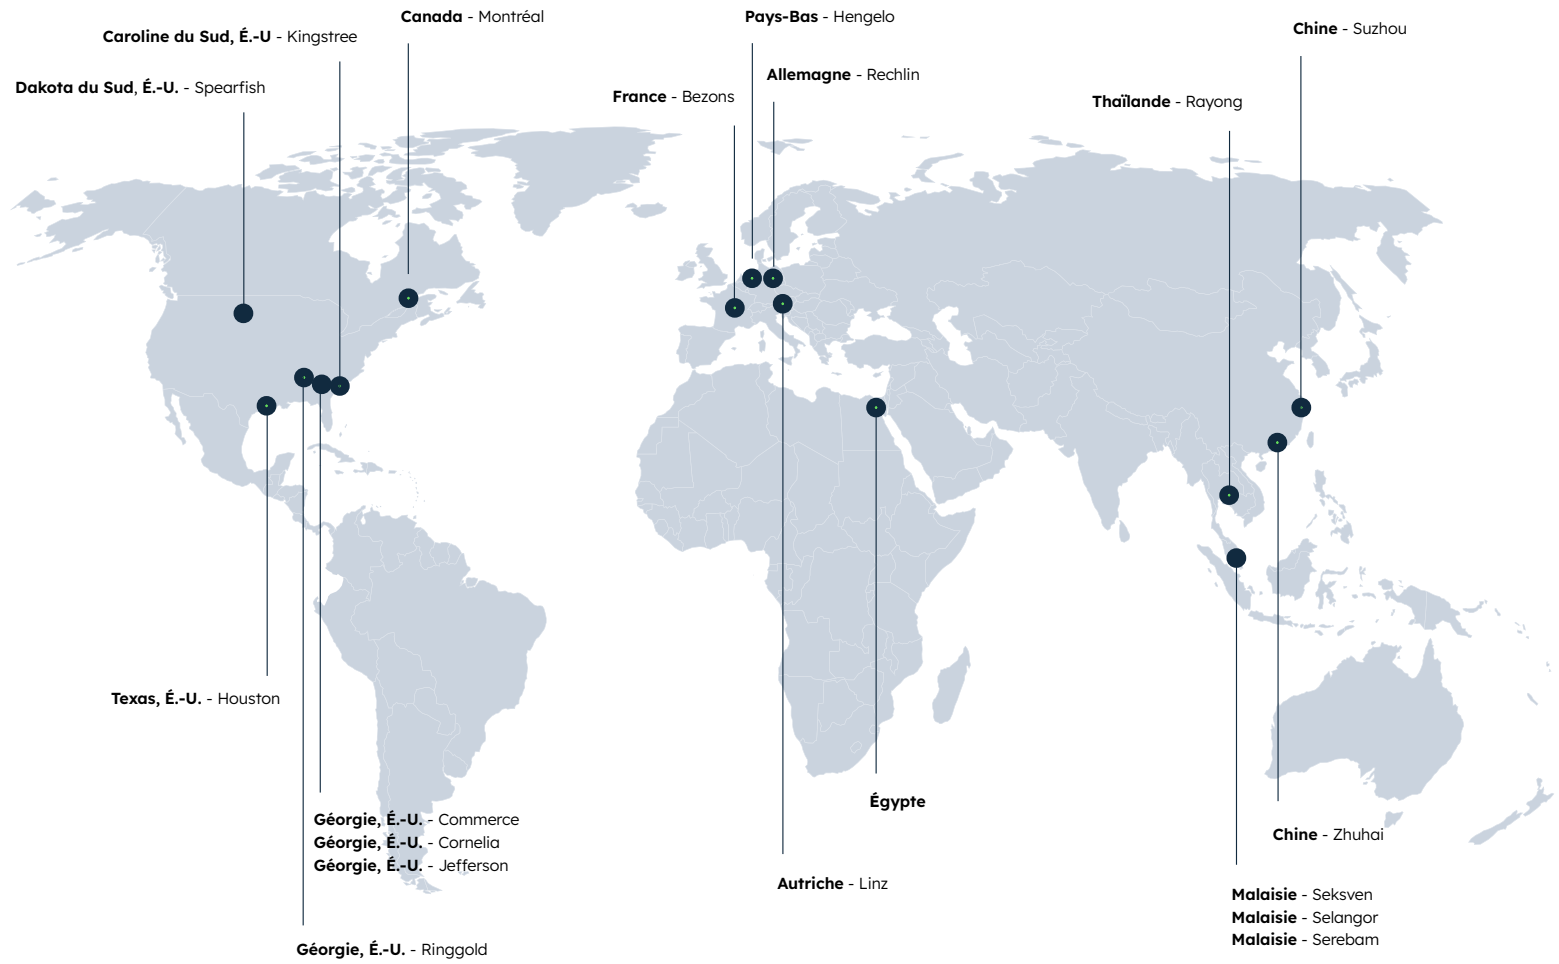 Canada - Montréal
Pays-Bas - Hengelo
Chine - Suzhou
Caroline du Sud, É.-U - Kingstree
Allemagne - Rechlin
Dakota du Sud, É.-U. - Spearfish
France - Bezons
Thaïlande - Rayong
Texas, É.-U. - Houston
Égypte
Géorgie, É.-U. - Commerce
Géorgie, É.-U. - Cornelia
Géorgie, É.-U. - Jefferson
Chine - Zhuhai
Autriche - Linz
Malaisie - Seksven
Malaisie - Selangor
Malaisie - Serebam
Géorgie, É.-U. - Ringgold